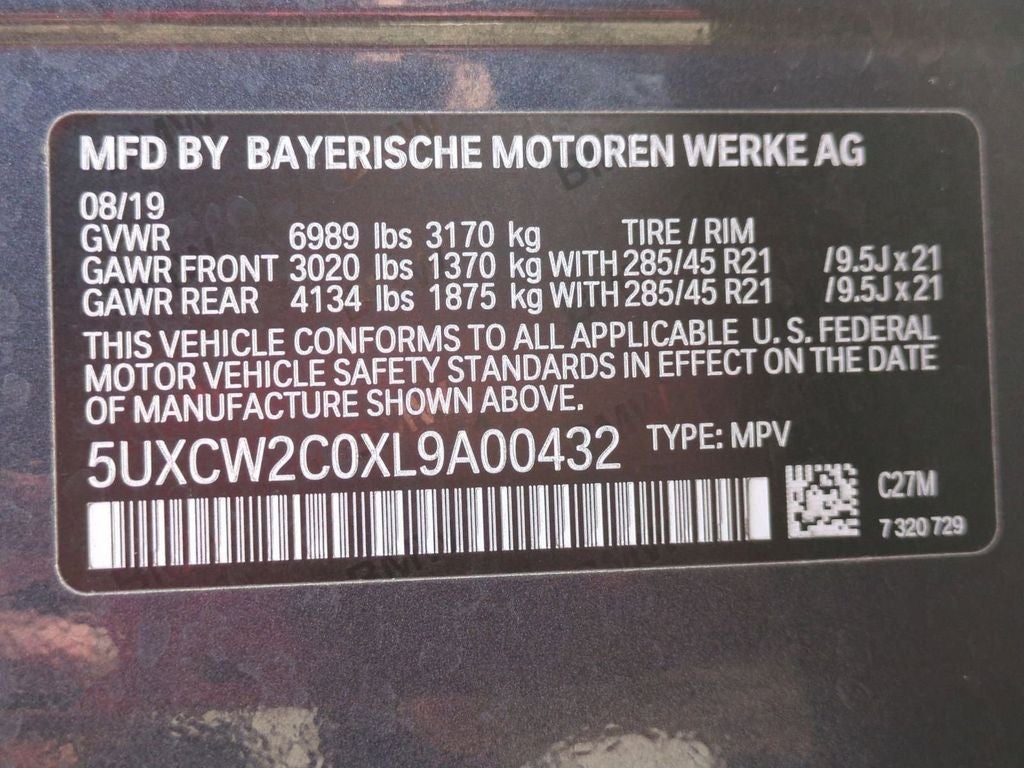 MFD BY BAYERISCHE MOTOREN WERKE AG
08/19
GVWR 6989 lbs 3170 kg TIRE / RIM
GAWR FRONT 3020 lbs 1370 kg WITH 285/45 R21 /9.5J x 21
GAWR REAR 4134 lbs 1875 kg WITH 285/45 R21 /9.5J x 21
THIS VEHICLE CONFORMS TO ALL APPLICABLE U. S. FEDERAL
MOTOR VEHICLE SAFETY STANDARDS IN EFFECT ON THE DATE
OF MANUFACTURE SHOWN ABOVE.
5UXCW2C0XL9A00432 TYPE: MPV
C27M
7 320 729